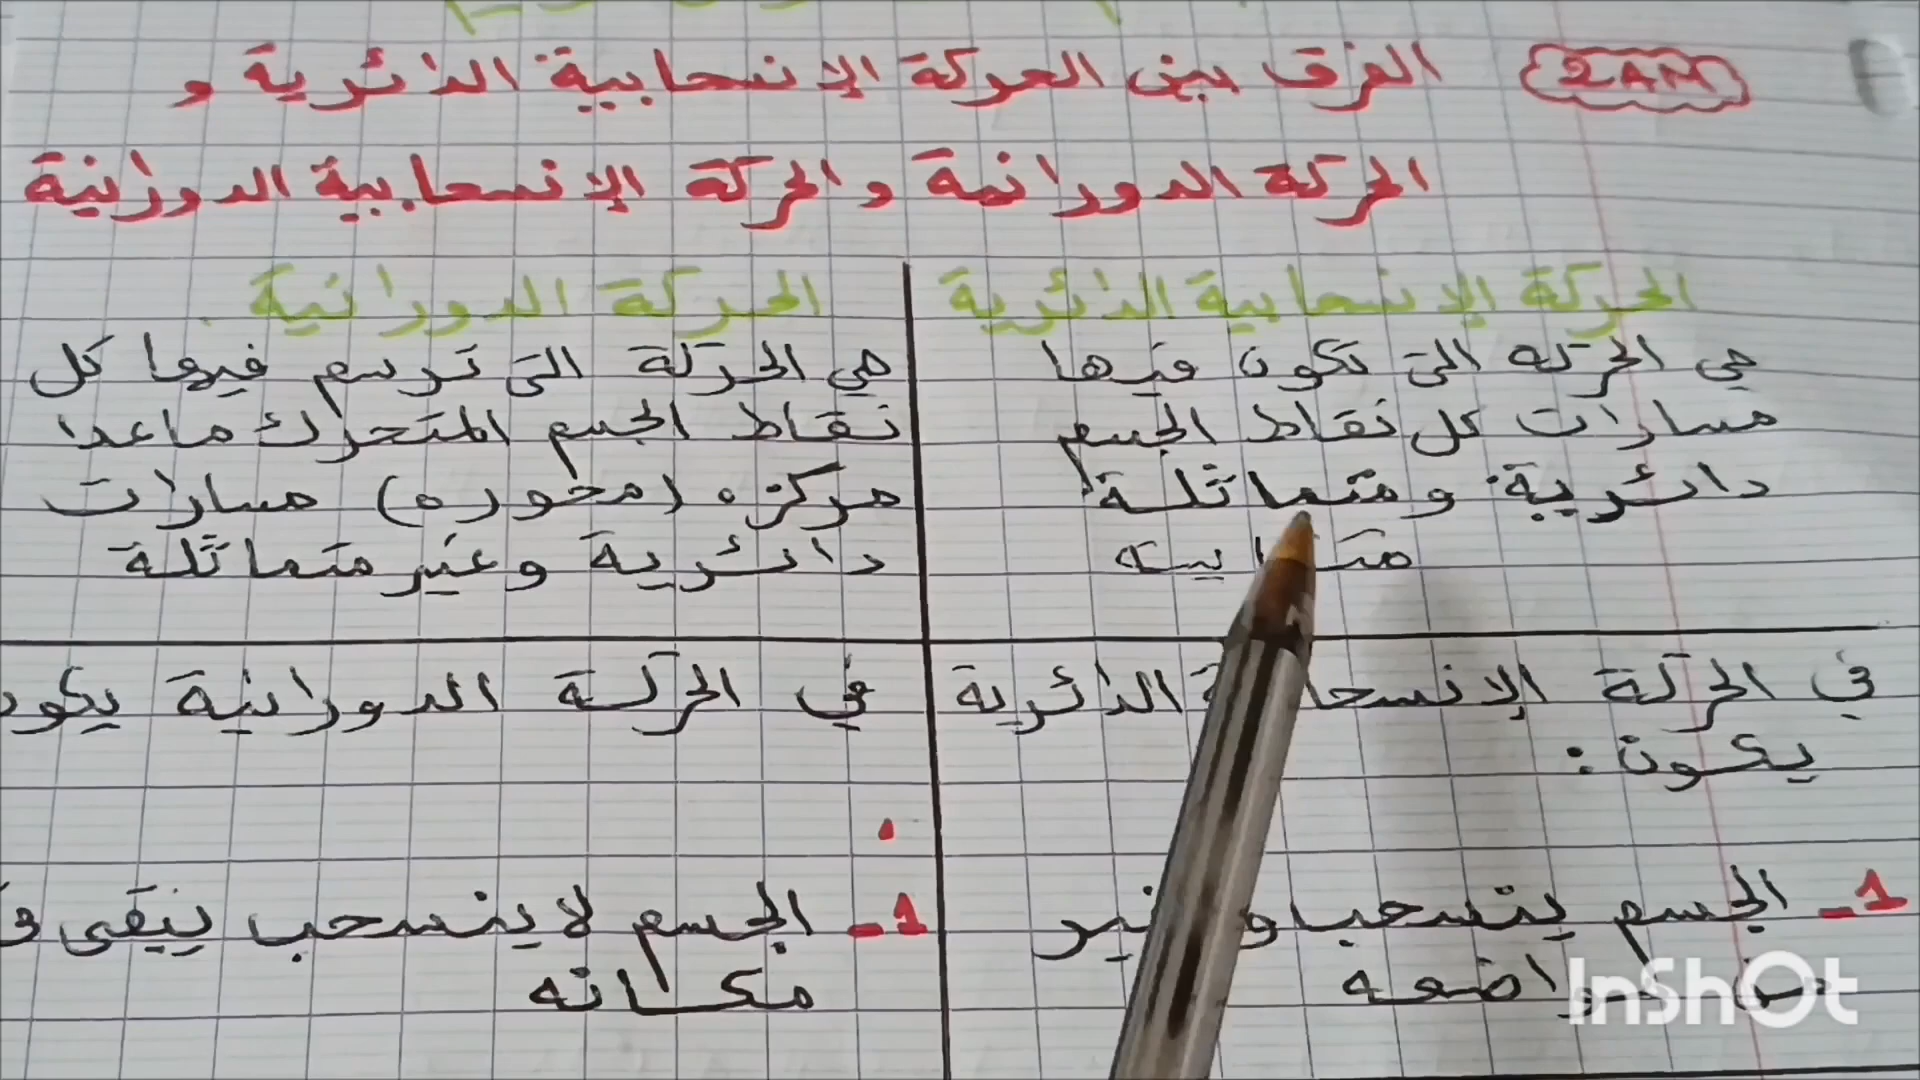 2AM
الفرق بين الحركة الإنسحابية الدائرية و
الحركة الدورانية والحركة الإنسحابية الدورانية
الحركة الإنسحابية الدائرية
هي الحركة التي تكون فيها
مسارات كل نقاط الجسم
دائرية ومتماثلة
في الحركة الإنسحابية الدائرية
يكون :
1- الجسم ينسحب و
مواضعه
الحركة الدورانية
هي الحركة التي ترسم فيها كل
نقاط الجسم المتحرك ماعدا
مركزه (محوره) مسارات
دائرية وغير متماثلة
في الحركة الدورانية
1- الجسم لا ينسحب يبقى
مكانه
InShOt